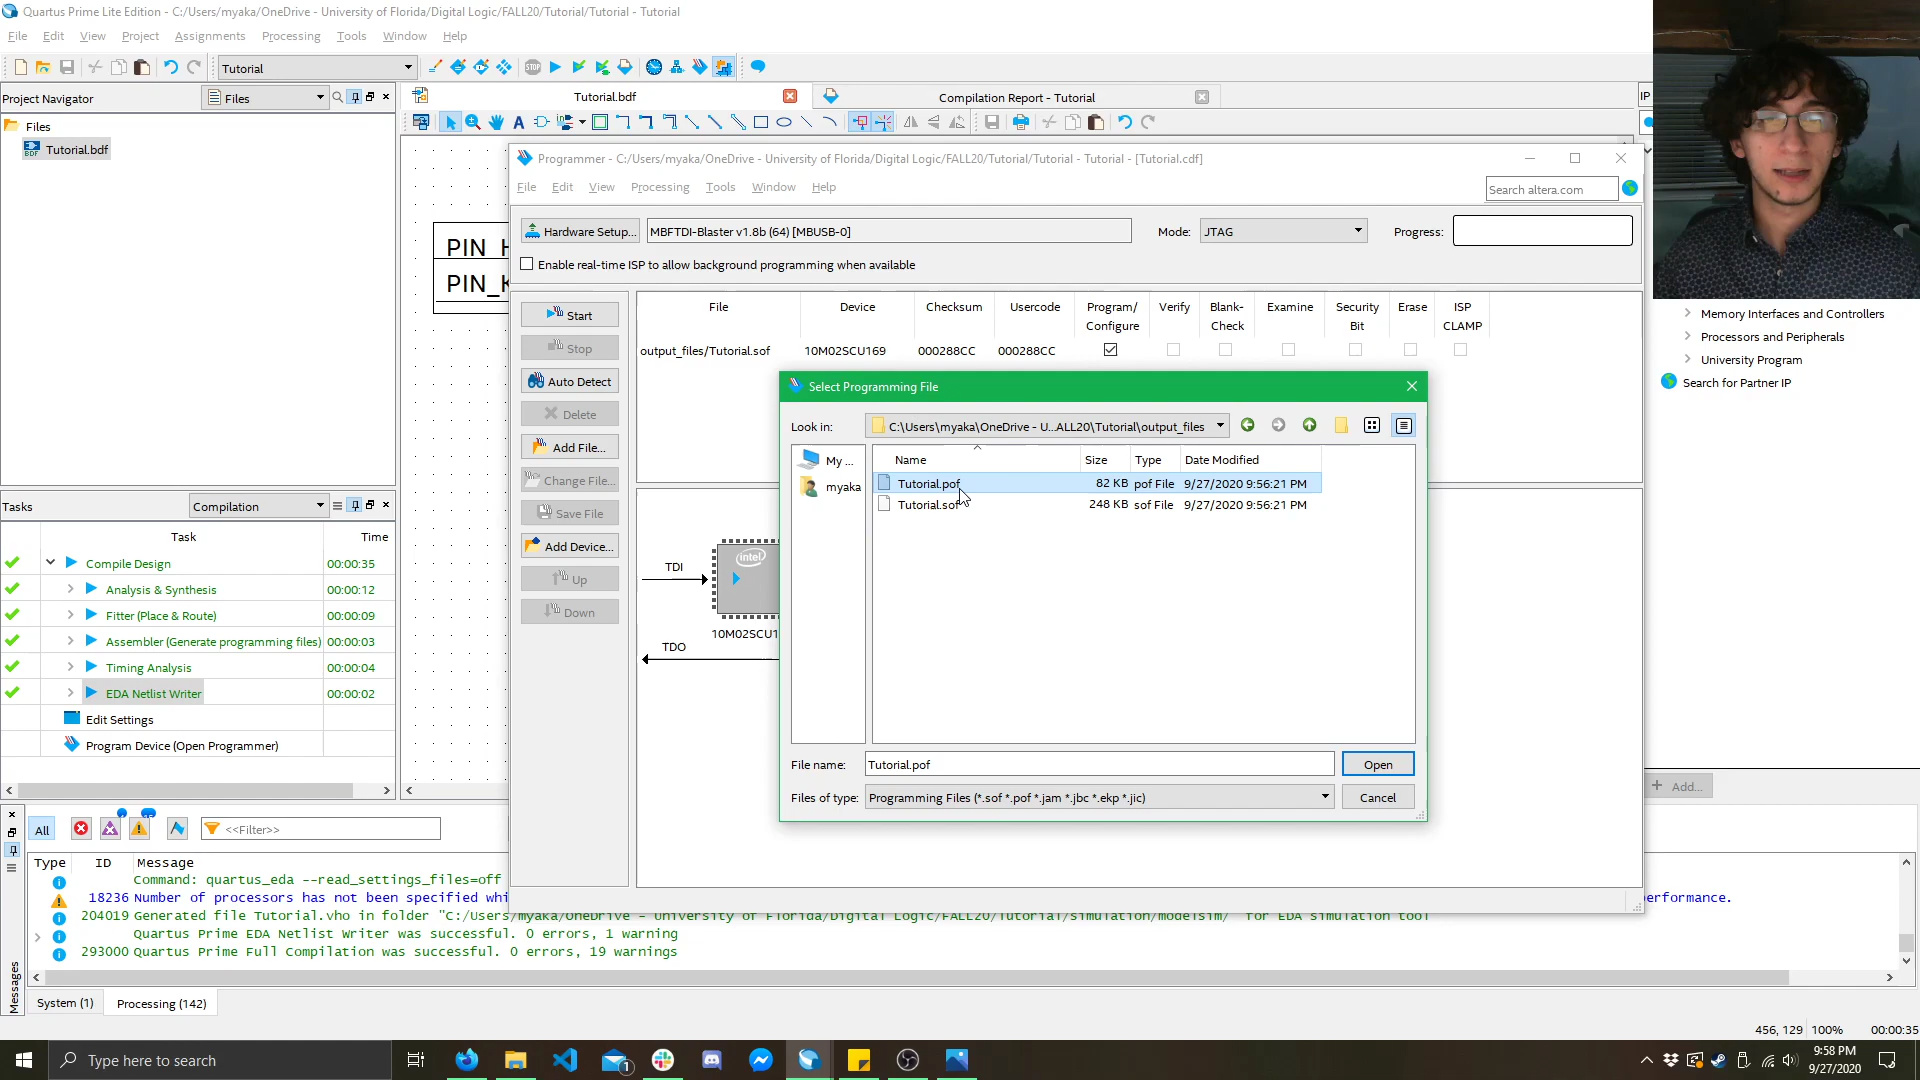 Quartus Prime Lite Edition - C:/Users/myaka/OneDrive - University of Florida/Digital Logic/FALL20/Tutorial/Tutorial - Tutorial
File Edit View Project Assignments Processing Tools Window Help
Tutorial
Project Navigator Files
Tutorial.bdf
Compilation Report - Tutorial
IP
Files
Tutorial.bdf
PIN_H
PIN_K
Programmer - C:/Users/myaka/OneDrive - University of Florida/Digital Logic/FALL20/Tutorial/Tutorial - Tutorial - [Tutorial.cdf]
File Edit View Processing Tools Window Help
Search altera.com
Hardware Setup... MBFTDI-Blaster v1.8b (64) [MBUSB-0] Mode: JTAG Progress:
Enable real-time ISP to allow background programming when available
Start
Stop
Auto Detect
Delete
Add File...
Change File...
Save File
Add Device...
Up
Down
File Device Checksum Usercode Program/ Configure Verify Blank- Check Examine Security Bit Erase ISP CLAMP
output_files/Tutorial.sof 10M02SCU169 000288CC 000288CC
TDI
intel
10M02SCU1
TDO
Select Programming File
Look in: C:\Users\myaka\OneDrive - U...ALL20\Tutorial\output_files
My ...
myaka
Name Size Type Date Modified
Tutorial.pof 82 KB pof File 9/27/2020 9:56:21 PM
Tutorial.sof 248 KB sof File 9/27/2020 9:56:21 PM
File name: Tutorial.pof Open
Files of type: Programming Files (*.sof *.pof *.jam *.jbc *.ekp *.jic) Cancel
Memory Interfaces and Controllers
Processors and Peripherals
University Program
Search for Partner IP
Add...
Tasks Compilation
Task Time
Compile Design 00:00:35
Analysis & Synthesis 00:00:12
Fitter (Place & Route) 00:00:09
Assembler (Generate programming files) 00:00:03
Timing Analysis 00:00:04
EDA Netlist Writer 00:00:02
Edit Settings
Program Device (Open Programmer)
All <<Filter>>
Type ID Message
Command: quartus_eda --read_settings_files=off
18236 Number of processors has not been specified whi erformance.
204019 Generated file Tutorial.vho in folder "C:/Users/myaka/OneDrive - University of Florida/Digital Logic/FALL20/Tutorial/simulation/modelsim/" for EDA simulation tool
Quartus Prime EDA Netlist Writer was successful. 0 errors, 1 warning
293000 Quartus Prime Full Compilation was successful. 0 errors, 19 warnings
Messages
System (1) Processing (142)
456, 129 100% 00:00:35
Type here to search
1
9:58 PM
9/27/2020